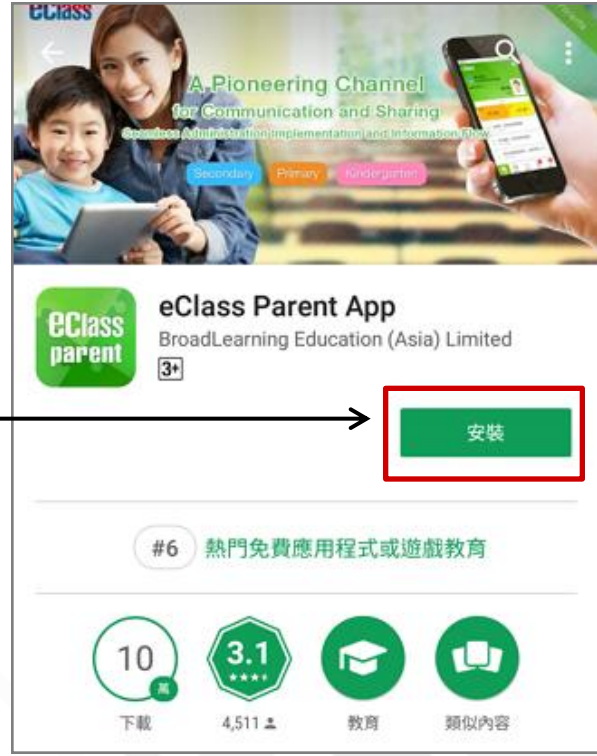 eClass
Parents
A Pioneering Channel
for Communication and Sharing
Seamless Administration Implementation and Information Flow
Secondary Primary Kindergarten
eClass
parent
eClass Parent App
BroadLearning Education (Asia) Limited
3+
安裝
#6 熱門免費應用程式或遊戲教育
10
萬
3.1
下載 4,511 教育 類似內容